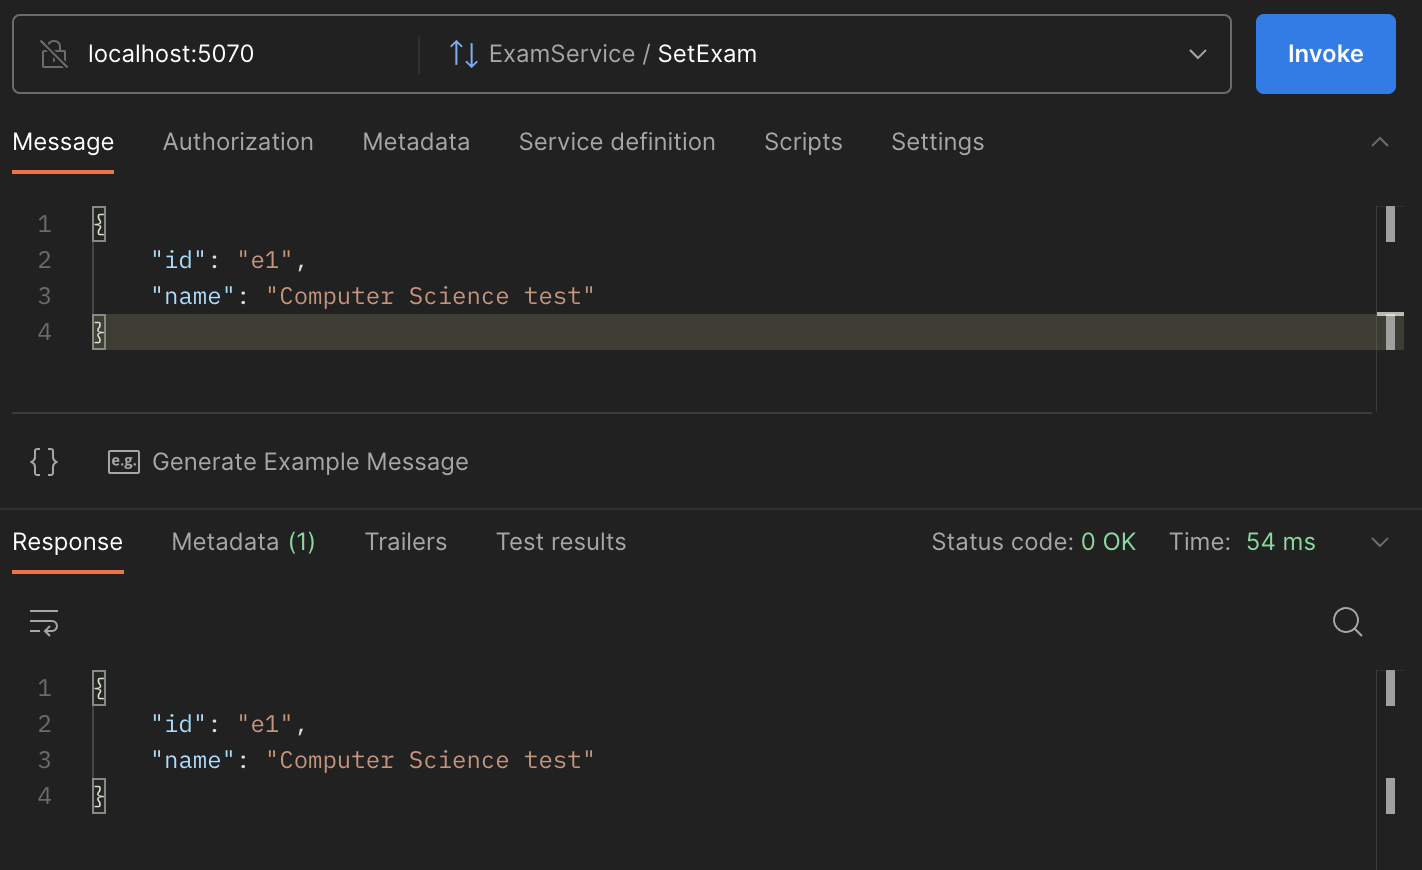 localhost:5070 ExamService / SetExam Invoke
Message Authorization Metadata Service definition Scripts Settings
1 {
2 "id": "e1",
3 "name": "Computer Science test"
4 }
{} e.g. Generate Example Message
Response Metadata (1) Trailers Test results Status code: 0 OK Time: 54 ms
1 {
2 "id": "e1",
3 "name": "Computer Science test"
4 }